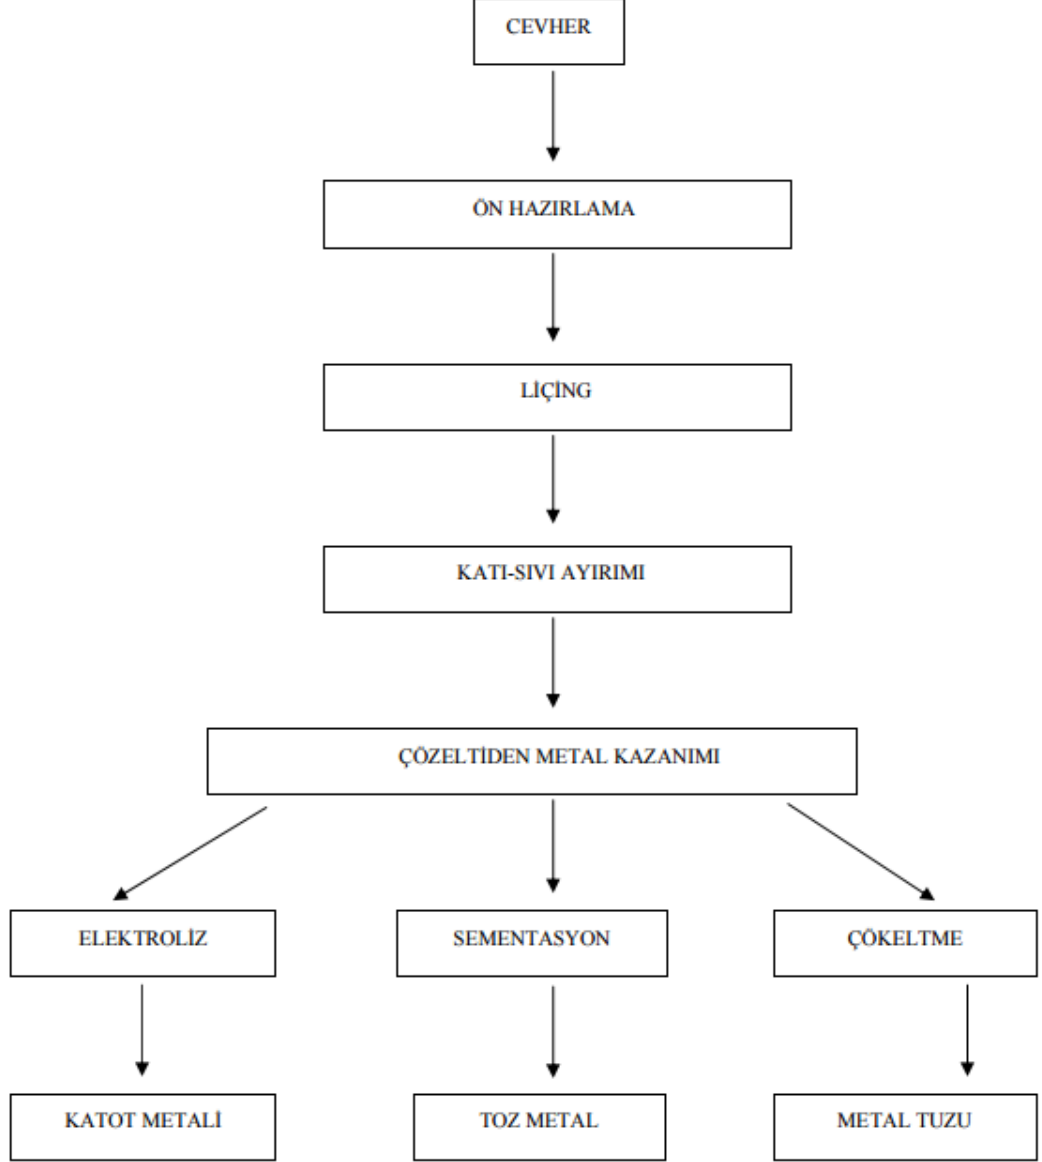 CEVHER
ÖN HAZIRLAMA
LİÇİNG
KATI-SIVI AYIRIMI
ÇÖZELTİDEN METAL KAZANIMI
ELEKTROLİZ
SEMENTASYON
ÇÖKELTME
KATOT METALİ
TOZ METAL
METAL TUZU